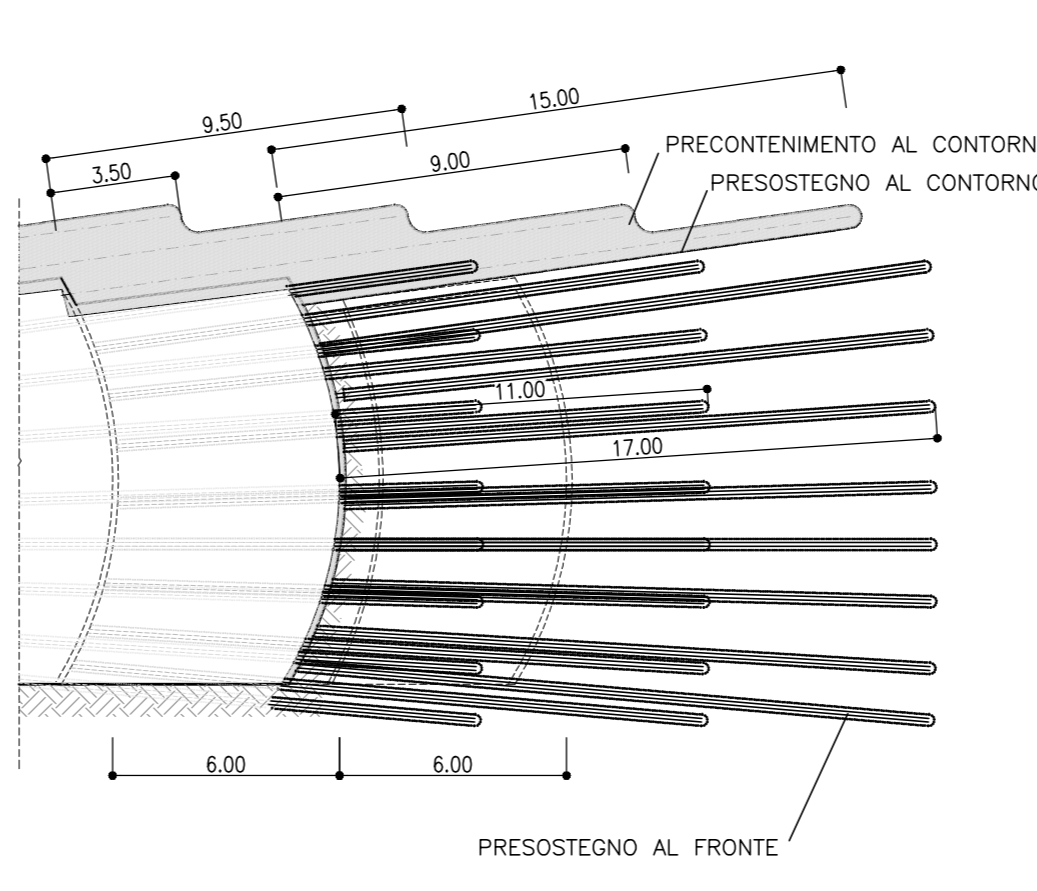 15.00
9.50
9.00
3.50
PRECONTENIMENTO AL CONTORN
PRESOSTEGNO AL CONTORNO
11.00
17.00
6.00
6.00
PRESOSTEGNO AL FRONTE